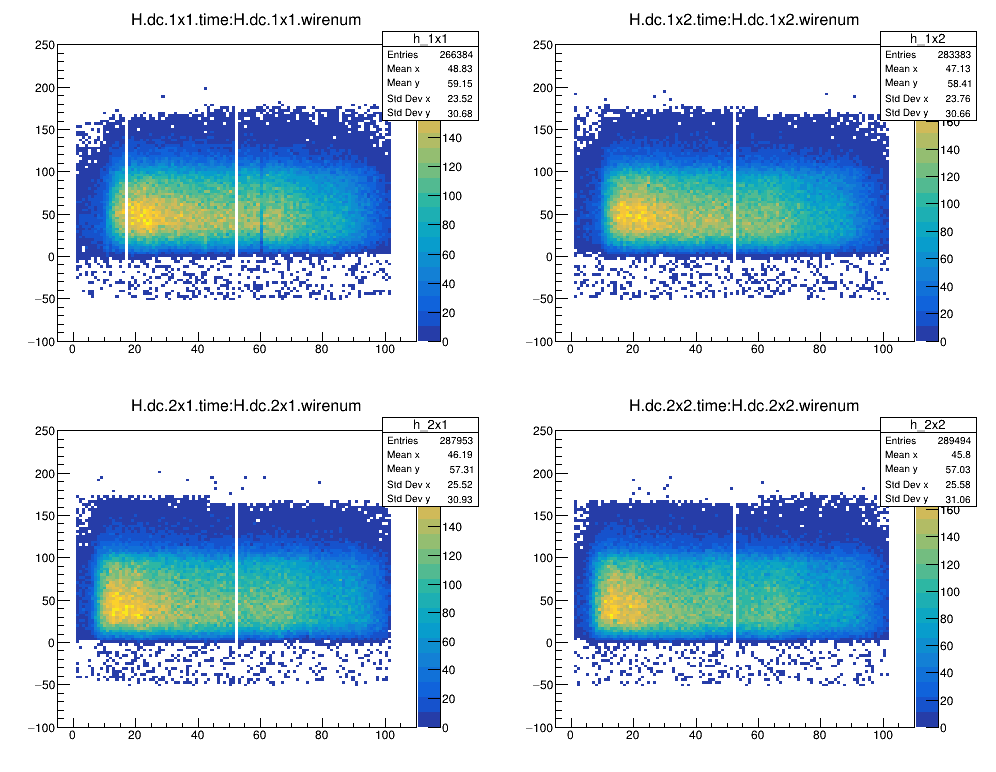 H.dc.1x1.time:H.dc.1x1.wirenum
h_1x1
Entries 266384
Mean x 48.83
Mean y 59.15
Std Dev x 23.52
Std Dev y 30.68
250
200
150
100
50
0
−50
−100
0 20 40 60 80 100
140
120
100
80
60
40
20
0
H.dc.1x2.time:H.dc.1x2.wirenum
h_1x2
Entries 283383
Mean x 47.13
Mean y 58.41
Std Dev x 23.76
Std Dev y 30.66
250
200
150
100
50
0
−50
−100
0 20 40 60 80 100
160
140
120
100
80
60
40
20
0
H.dc.2x1.time:H.dc.2x1.wirenum
h_2x1
Entries 287953
Mean x 46.19
Mean y 57.31
Std Dev x 25.52
Std Dev y 30.93
250
200
150
100
50
0
−50
−100
0 20 40 60 80 100
140
120
100
80
60
40
20
0
H.dc.2x2.time:H.dc.2x2.wirenum
h_2x2
Entries 289494
Mean x 45.8
Mean y 57.03
Std Dev x 25.58
Std Dev y 31.06
250
200
150
100
50
0
−50
−100
0 20 40 60 80 100
160
140
120
100
80
60
40
20
0